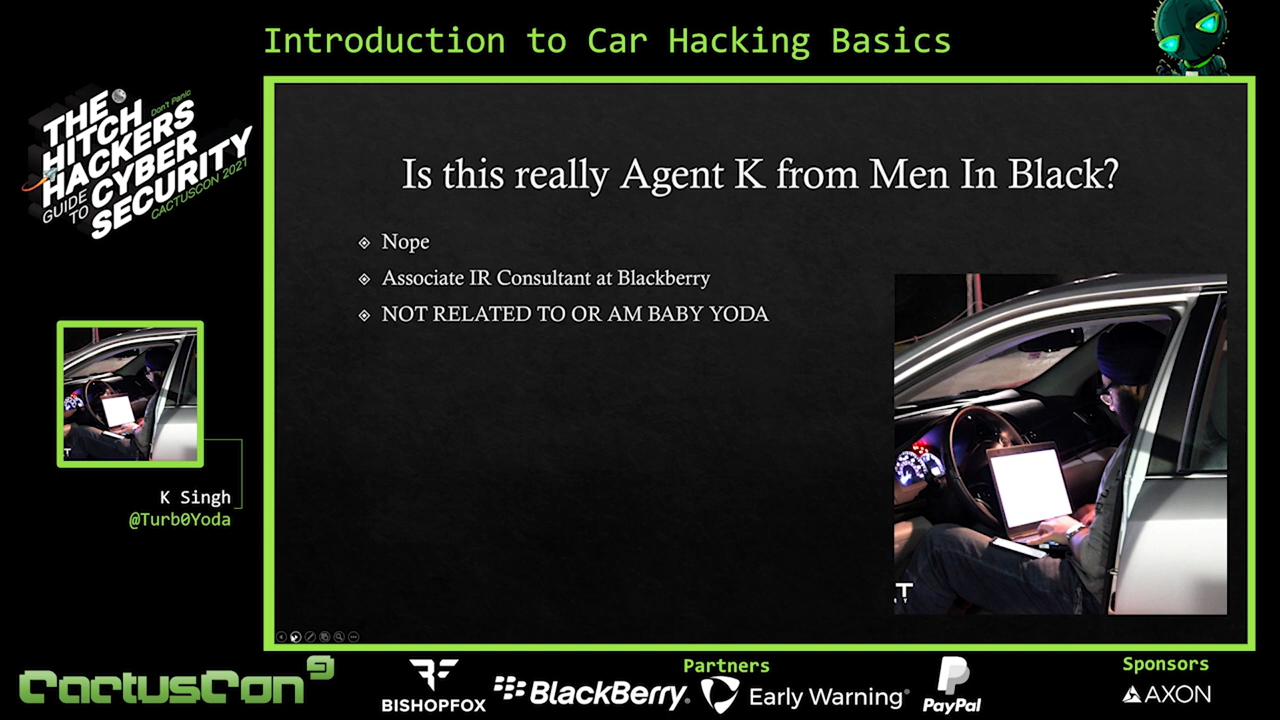 Introduction to Car Hacking Basics
THE
HITCH
Don't Panic
HACKERS
GUIDE
TO
CYBER
SECURITY
CACTUSCON 2021
Is this really Agent K from Men In Black?
Nope
Associate IR Consultant at Blackberry
NOT RELATED TO OR AM BABY YODA
K Singh
@Turb0Yoda
CactusCon 9
Partners
BISHOPFOX
BlackBerry
Early Warning
PayPal
Sponsors
AXON